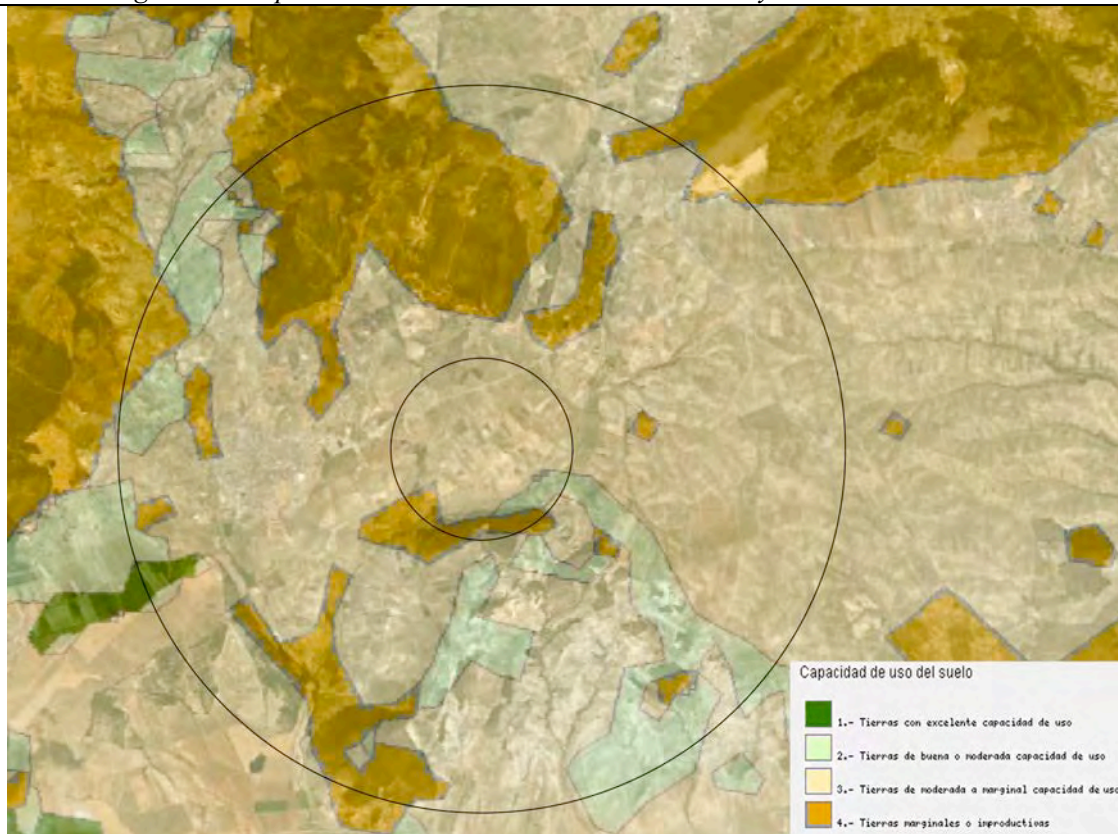 Capacidad de uso del suelo
1.- Tierras con excelente capacidad de uso
2.- Tierras de buena o moderada capacidad de uso
3.- Tierras de moderada a marginal capacidad de uso
4.- Tierras marginales o improductivas